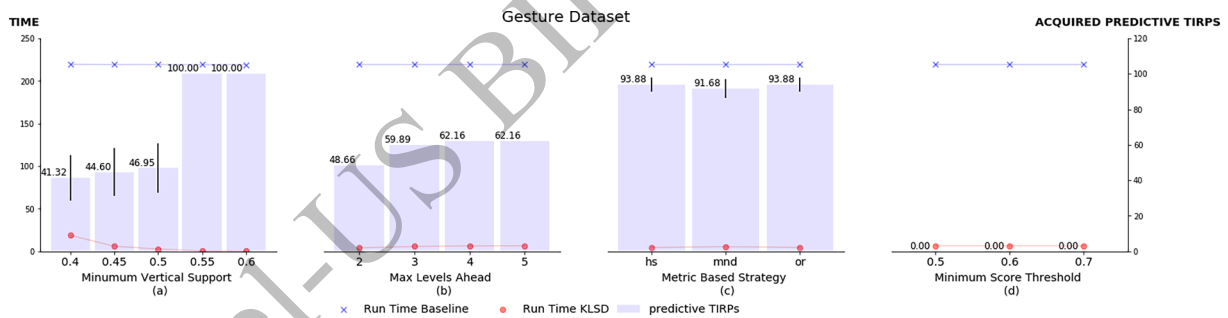 Gesture Dataset
TIME
ACQUIRED PREDICTIVE TIRPS
250
200
150
100
50
0
41.32
44.60
46.95
100.00
100.00
0.4 0.45 0.5 0.55 0.6
Minumum Vertical Support
(a)
48.66
59.89
62.16
62.16
2 3 4 5
Max Levels Ahead
(b)
93.88
91.68
93.88
hs mnd or
Metric Based Strategy
(c)
0.00
0.00
0.00
0.5 0.6 0.7
Minimum Score Threshold
(d)
120
100
80
60
40
20
0
Run Time Baseline Run Time KLSD predictive TIRPs